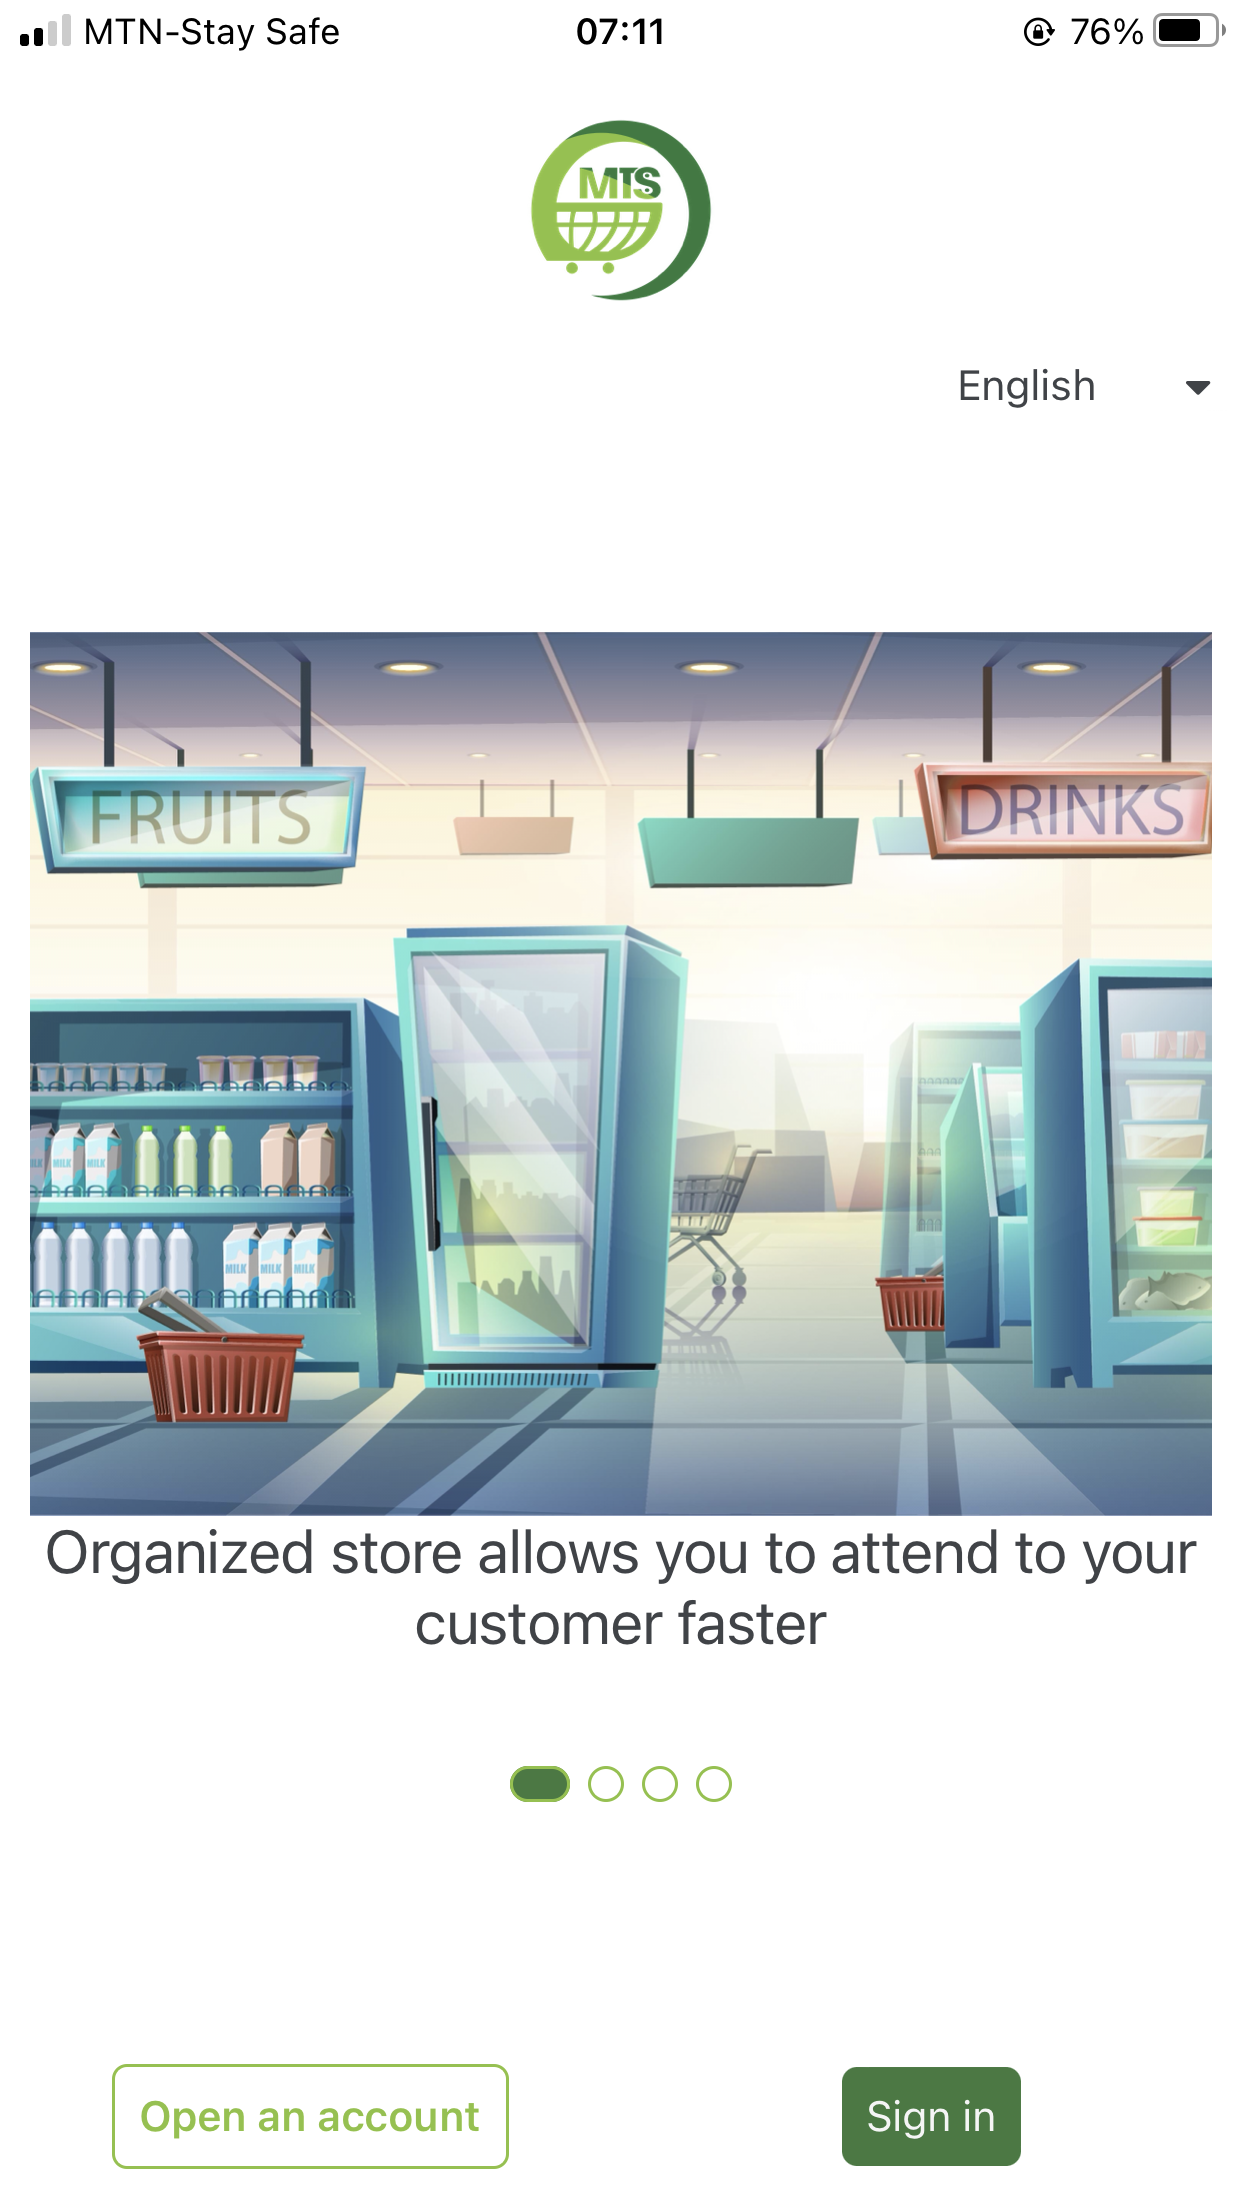 MTN-Stay Safe 07:11 76%
MTS
English
FRUITS DRINKS
MILK MILK
MILK MILK MILK
Organized store allows you to attend to your
customer faster
Open an account Sign in